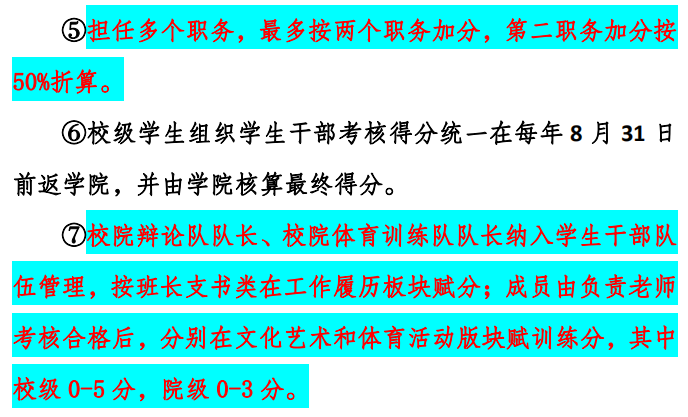 ⑤担任多个职务，最多按两个职务加分，第二职务加分按
50%折算。
⑥校级学生组织学生干部考核得分统一在每年 8 月 31 日
前返学院，并由学院核算最终得分。
⑦校院辩论队队长、校院体育训练队队长纳入学生干部队
伍管理，按班长支书类在工作履历板块赋分；成员由负责老师
考核合格后，分别在文化艺术和体育活动版块赋训练分，其中
校级 0-5 分，院级 0-3 分。